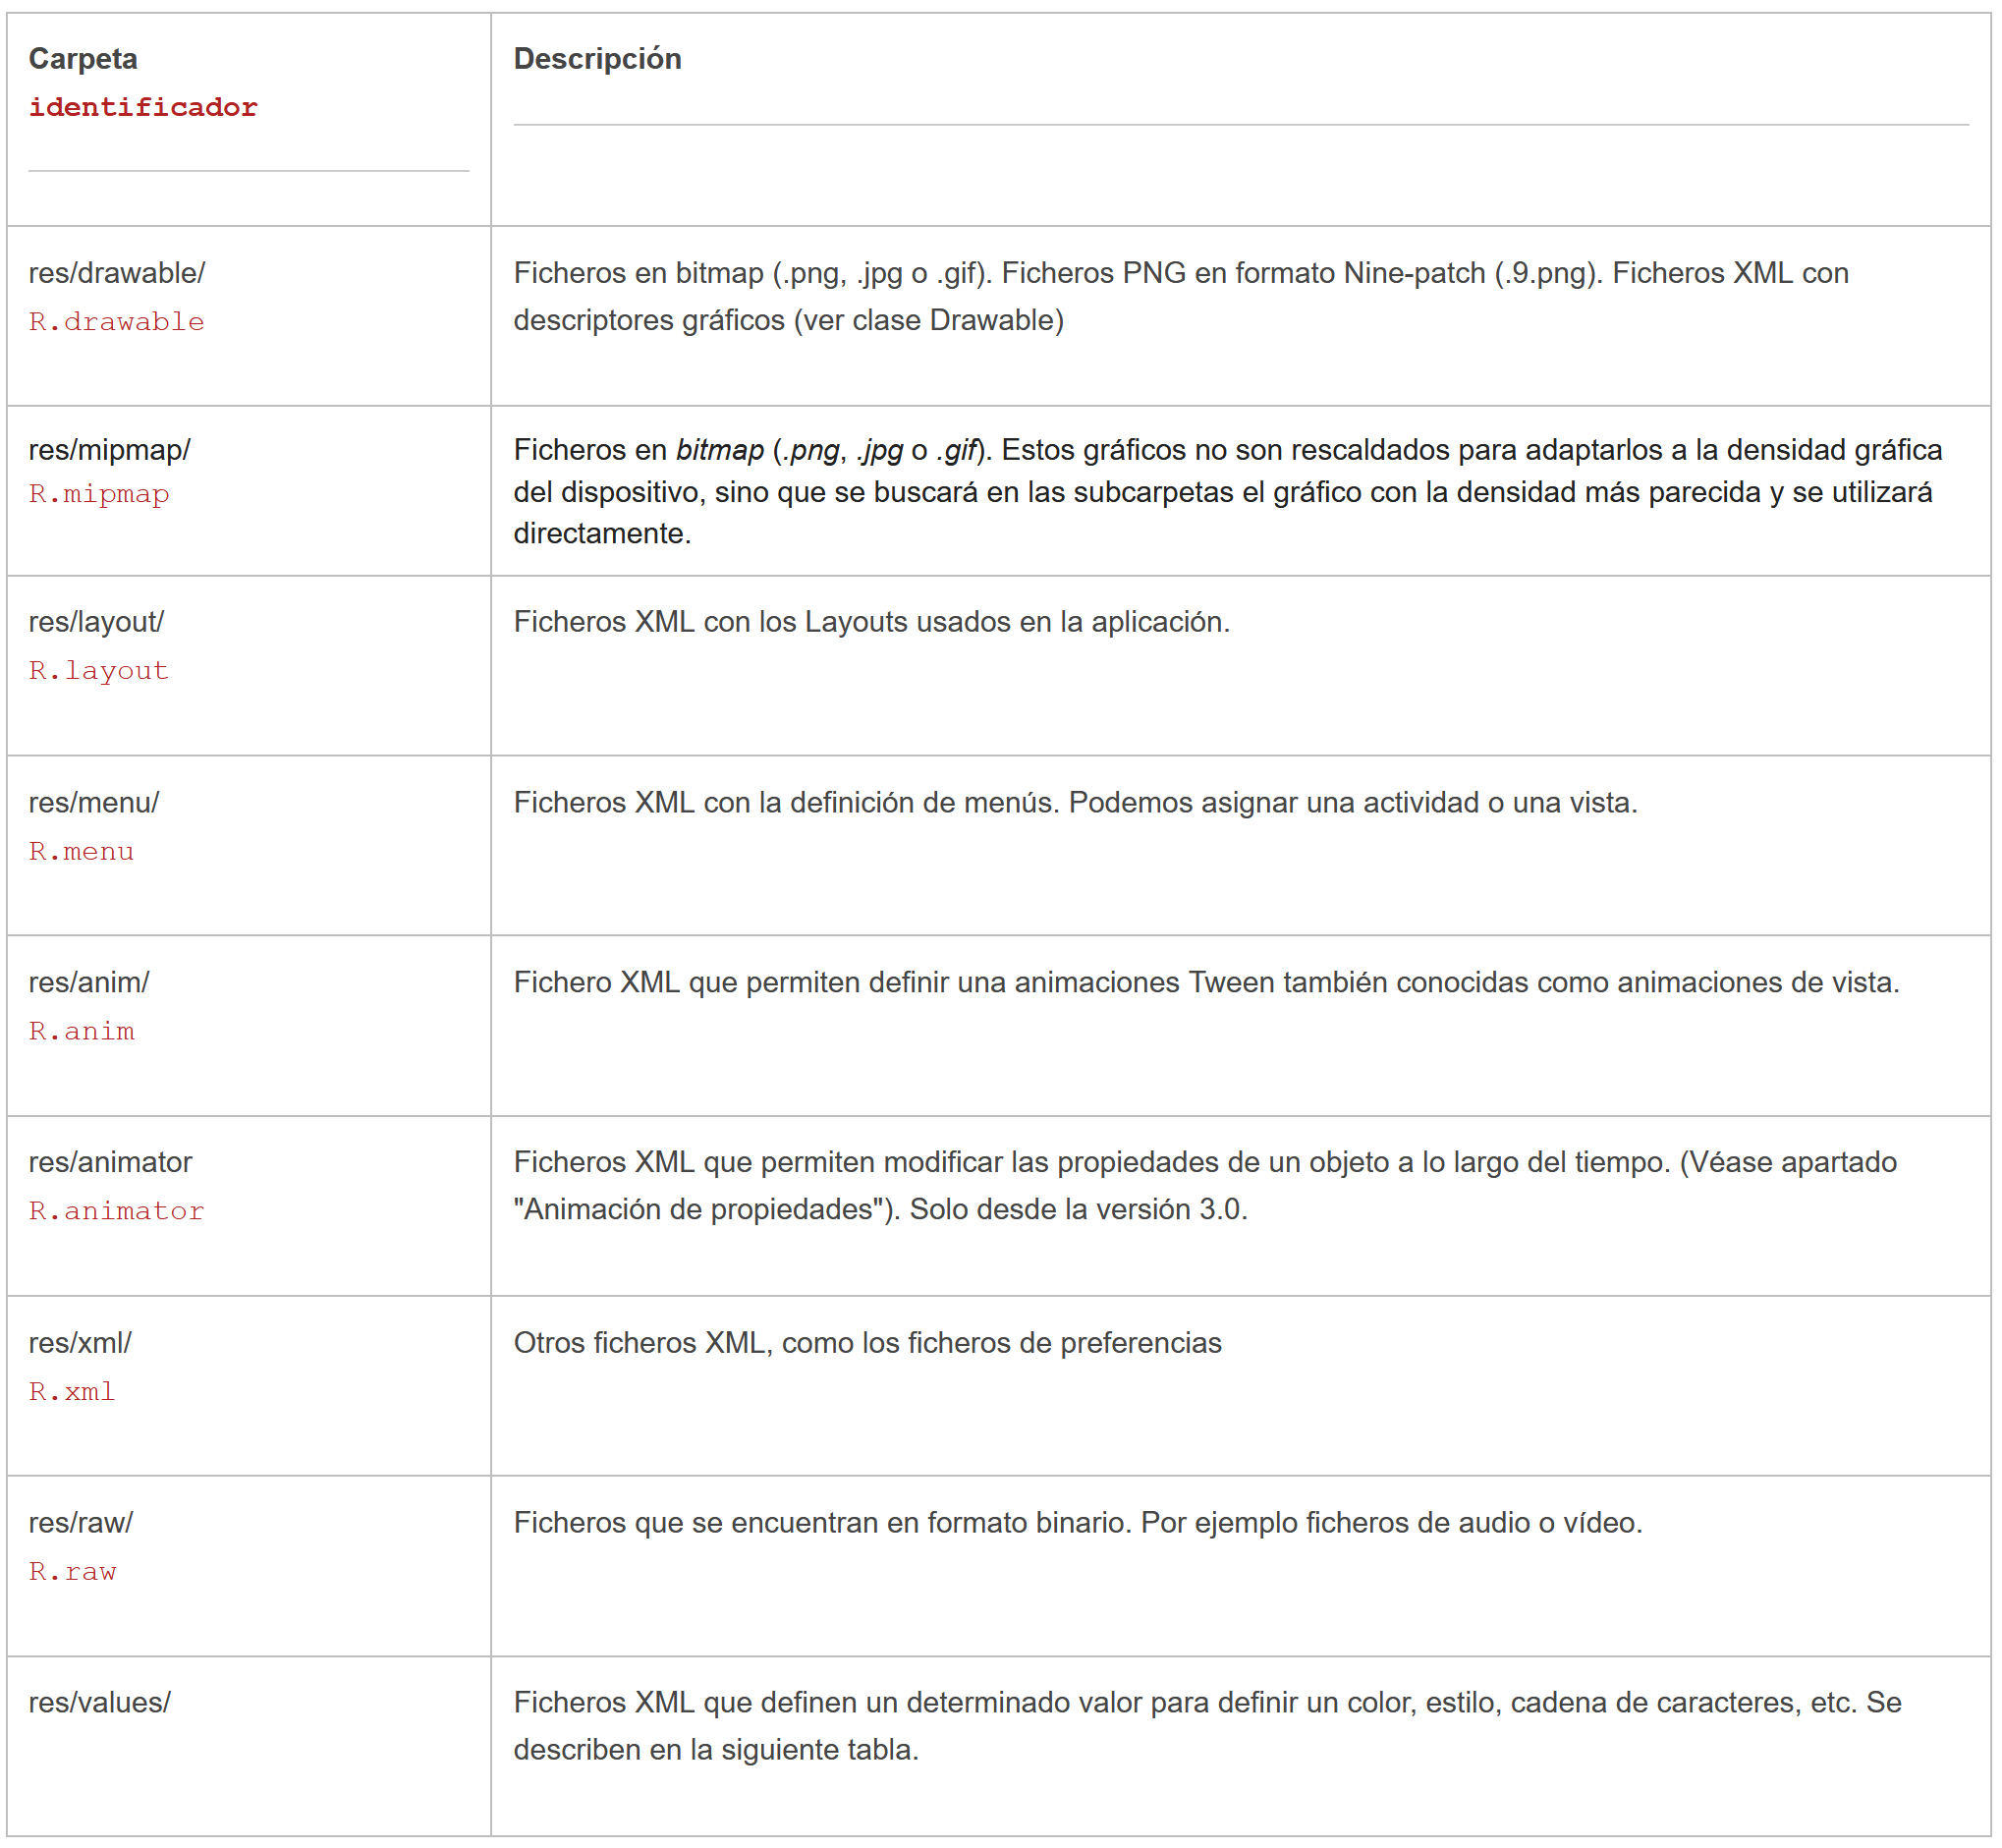 Carpeta
identificador
Descripción
res/drawable/
R.drawable
Ficheros en bitmap (.png, .jpg o .gif). Ficheros PNG en formato Nine-patch (.9.png). Ficheros XML con
descriptores gráficos (ver clase Drawable)
res/mipmap/
R.mipmap
Ficheros en bitmap (.png, .jpg o .gif). Estos gráficos no son rescaldados para adaptarlos a la densidad gráfica
del dispositivo, sino que se buscará en las subcarpetas el gráfico con la densidad más parecida y se utilizará
directamente.
res/layout/
R.layout
Ficheros XML con los Layouts usados en la aplicación.
res/menu/
R.menu
Ficheros XML con la definición de menús. Podemos asignar una actividad o una vista.
res/anim/
R.anim
Fichero XML que permiten definir una animaciones Tween también conocidas como animaciones de vista.
res/animator
R.animator
Ficheros XML que permiten modificar las propiedades de un objeto a lo largo del tiempo. (Véase apartado
"Animación de propiedades"). Solo desde la versión 3.0.
res/xml/
R.xml
Otros ficheros XML, como los ficheros de preferencias
res/raw/
R.raw
Ficheros que se encuentran en formato binario. Por ejemplo ficheros de audio o vídeo.
res/values/
Ficheros XML que definen un determinado valor para definir un color, estilo, cadena de caracteres, etc. Se
describen en la siguiente tabla.